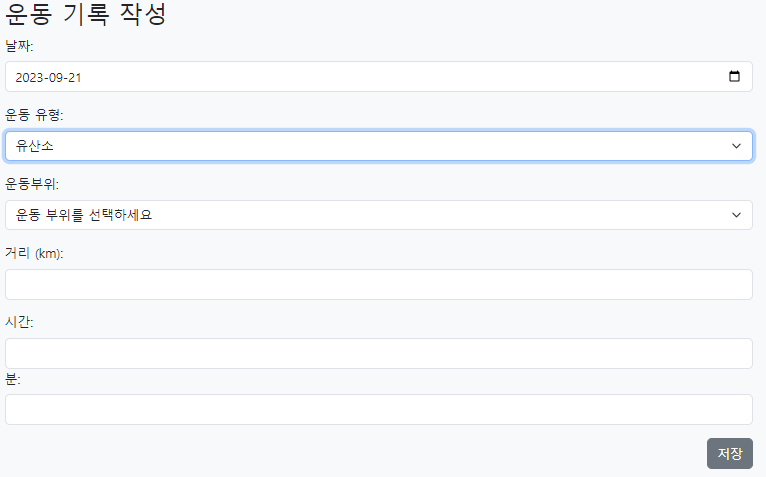 운동 기록 작성
날짜:
2023-09-21
운동 유형:
유산소
운동부위:
운동 부위를 선택하세요
거리 (km):
시간:
분:
저장